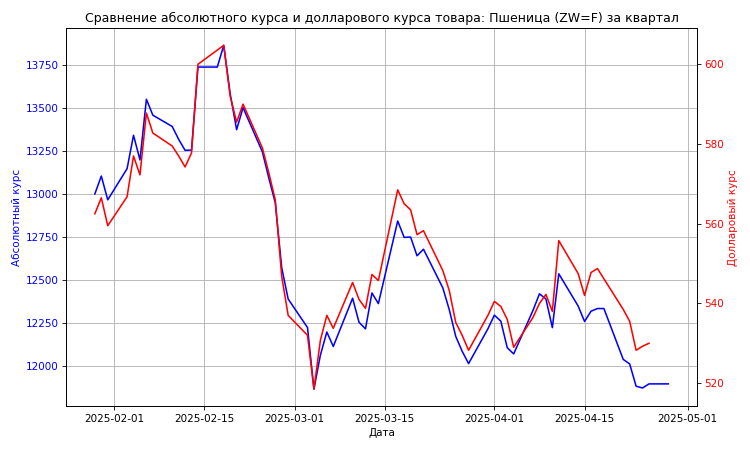 Сравнение абсолютного курса и долларового курса товара: Пшеница (ZW=F) за квартал
Абсолютный курс
13750
13500
13250
13000
12750
12500
12250
12000
600
580
560
540
520
Долларовый курс
2025-02-01 2025-02-15 2025-03-01 2025-03-15 2025-04-01 2025-04-15 2025-05-01
Дата